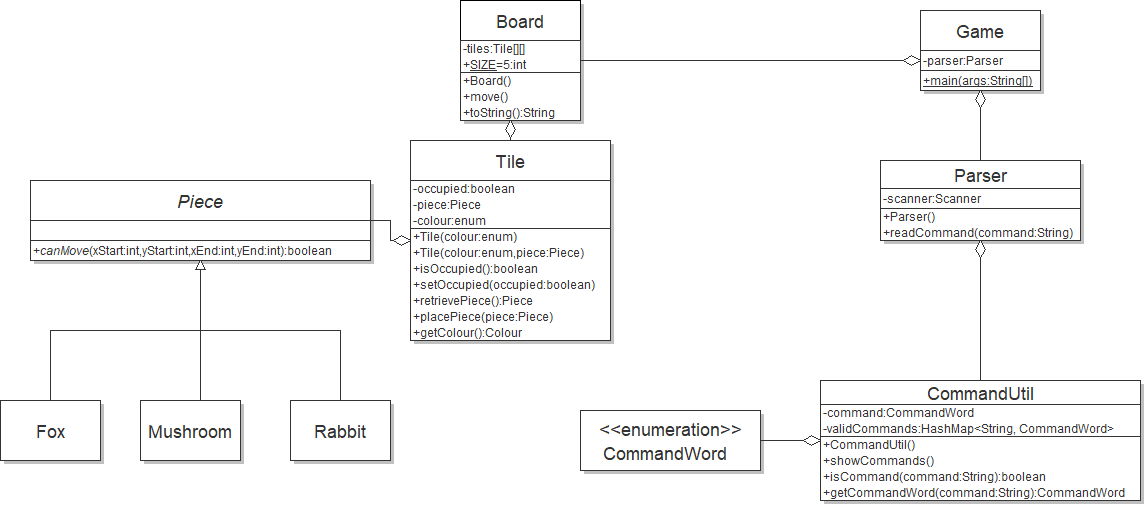 Board
-tiles:Tile[][]
+SIZE=5:int
+Board()
+move()
+toString():String
Game
-parser:Parser
+main(args:String[])
Tile
-occupied:boolean
-piece:Piece
-colour:enum
+Tile(colour:enum)
+Tile(colour:enum,piece:Piece)
+isOccupied():boolean
+setOccupied(occupied:boolean)
+retrievePiece():Piece
+placePiece(piece:Piece)
+getColour():Colour
Parser
-scanner:Scanner
+Parser()
+readCommand(command:String)
Piece
+canMove(xStart:int,yStart:int,xEnd:int,yEnd:int):boolean
Fox
Mushroom
Rabbit
<<enumeration>>
CommandWord
CommandUtil
-command:CommandWord
-validCommands:HashMap<String, CommandWord>
+CommandUtil()
+showCommands()
+isCommand(command:String):boolean
+getCommandWord(command:String):CommandWord